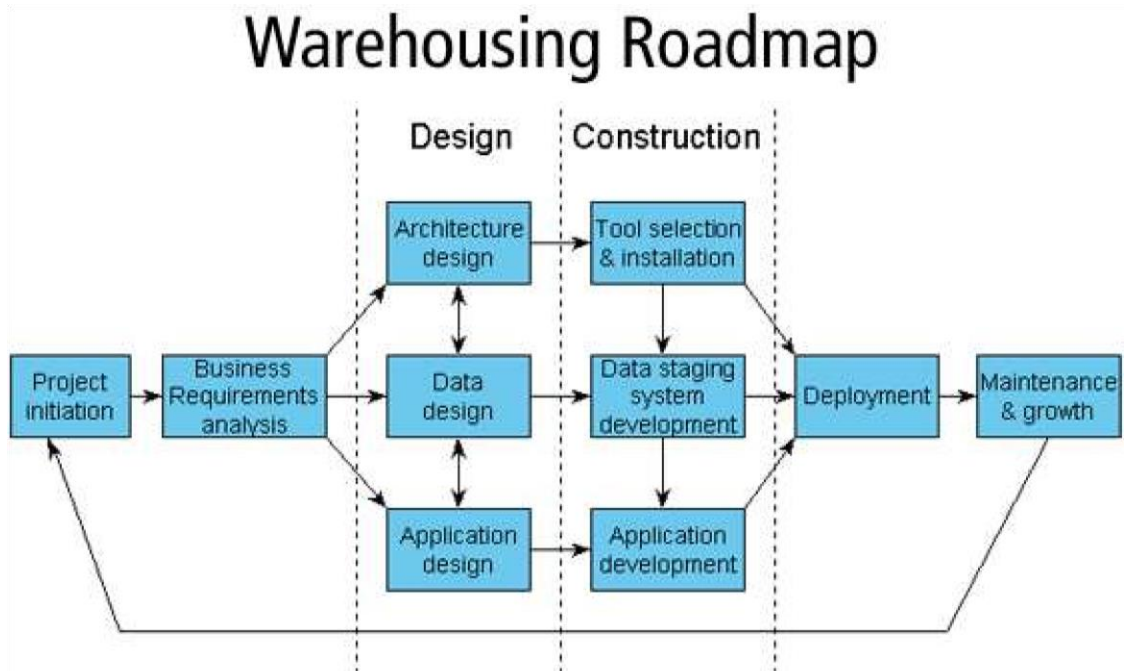 Warehousing Roadmap
Design
Construction
Architecture
design
Tool selection
& installation
Project
initiation
Business
Requirements
analysis
Data
design
Data staging
system
development
Deployment
Maintenance
& growth
Application
design
Application
development